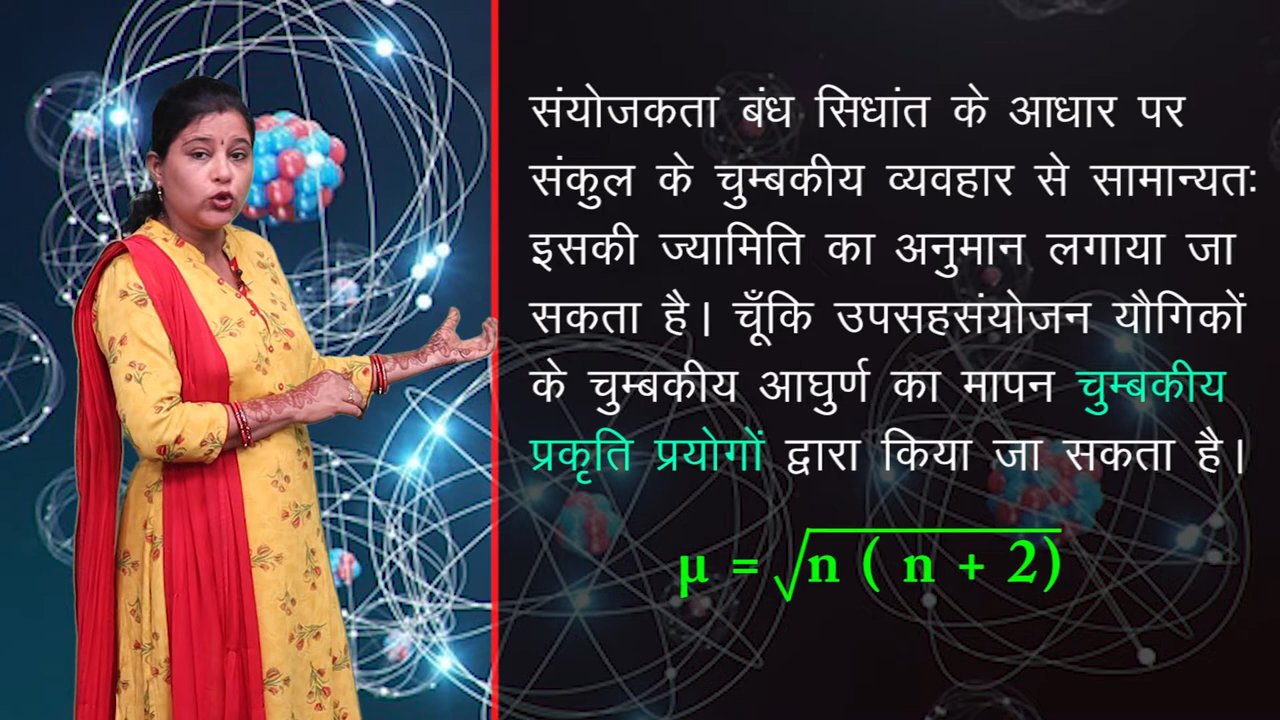 संयोजकता बंध सिधांत के आधार पर
संकुल के चुम्बकीय व्यवहार से सामान्यतः
इसकी ज्यामिति का अनुमान लगाया जा
सकता है। चूँकि उपसहसंयोजन यौगिकों
के चुम्बकीय आघुर्ण का मापन चुम्बकीय
प्रकृति प्रयोगों द्वारा किया जा सकता है।
μ = √n ( n + 2)